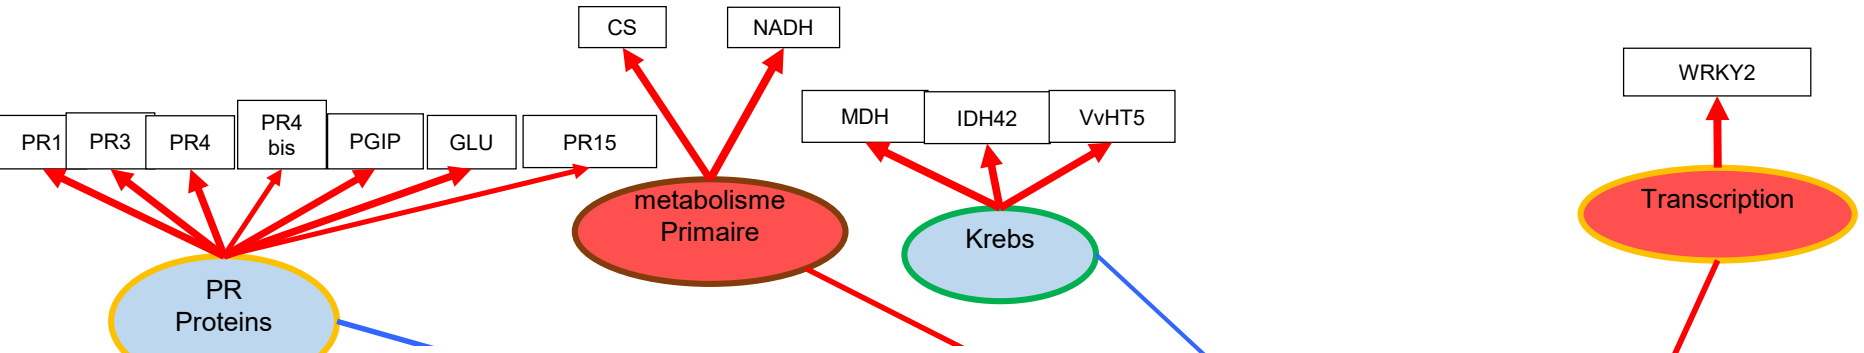 CS
NADH
WRKY2
MDH
IDH42
VvHT5
PR1
PR3
PR4
PR4
bis
PGIP
GLU
PR15
metabolisme
Primaire
Krebs
Transcription
PR
Proteins